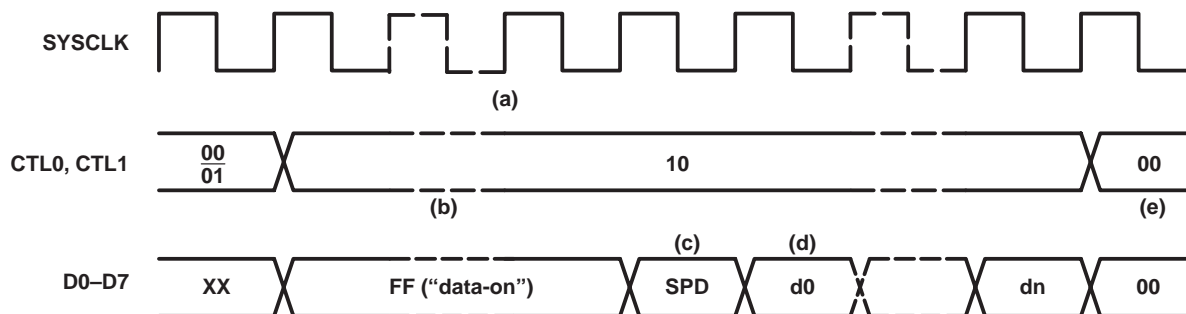 SYSCLK
(a)
CTL0, CTL1
00
01
10
00
(b)
(e)
(c)
(d)
D0–D7
XX
FF (“data-on”)
SPD
d0
dn
00